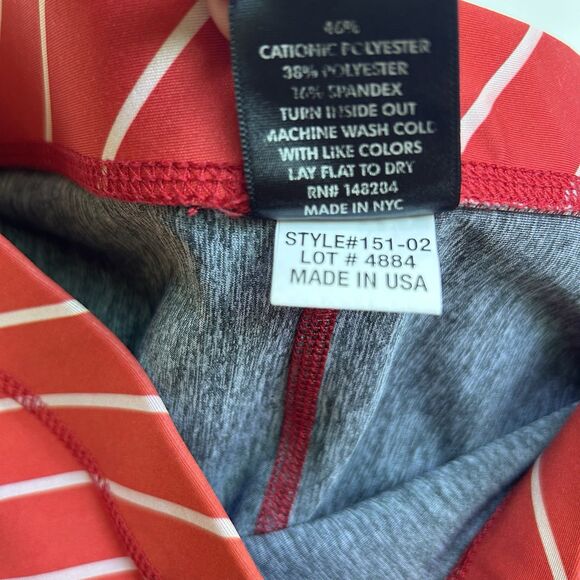 46%
CATIONIC POLYESTER
38% POLYESTER
16% SPANDEX
TURN INSIDE OUT
MACHINE WASH COLD
WITH LIKE COLORS
LAY FLAT TO DRY
RN# 148284
MADE IN NYC
STYLE#151-02
LOT # 4884
MADE IN USA